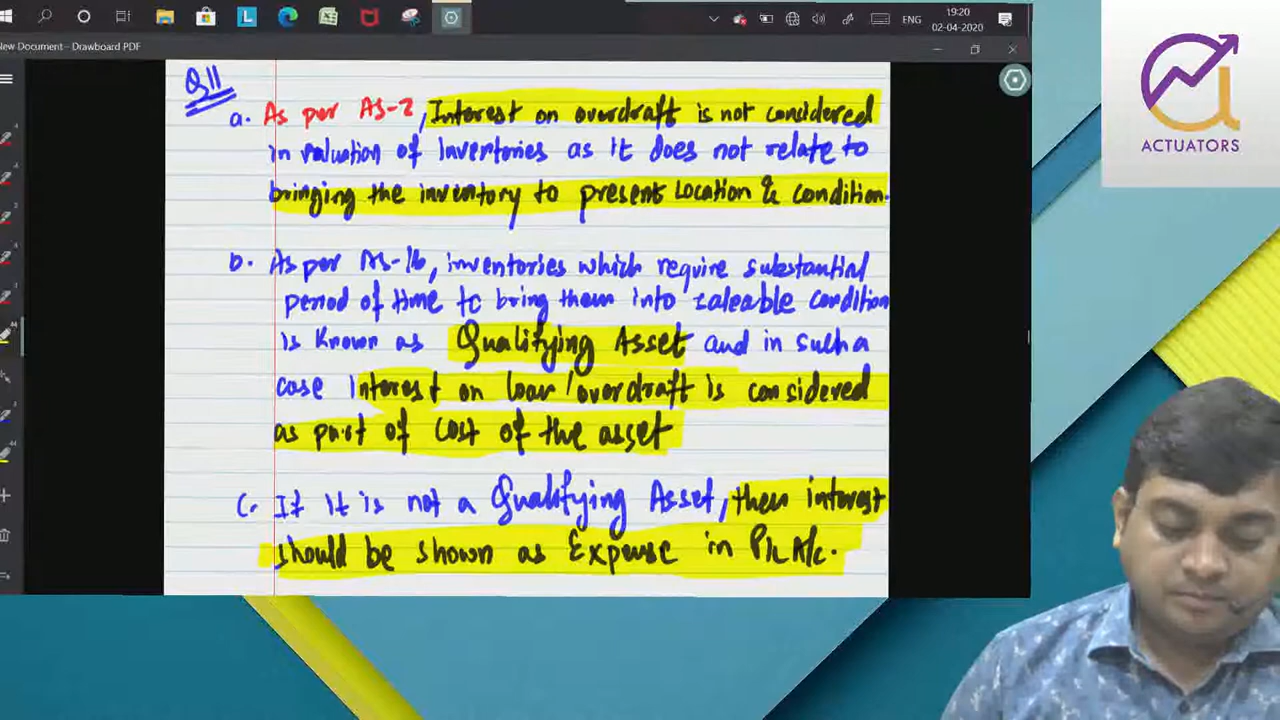 19:20
ENG
02-04-2020
New Document - Drawboard PDF
ACTUATORS
Q11
a. As per AS-2, Interest on overdraft is not considered
in valuation of Inventories as it does not relate to
bringing the inventory to present Location & condition.
b. As per AS-16, inventories which require substantial
period of time to bring them into saleable condition
is known as Qualifying Asset and in such a
case interest on loan/overdraft is considered
as part of cost of the asset
c. If it is not a Qualifying Asset, then interest
should be shown as Expense in P/L A/c.